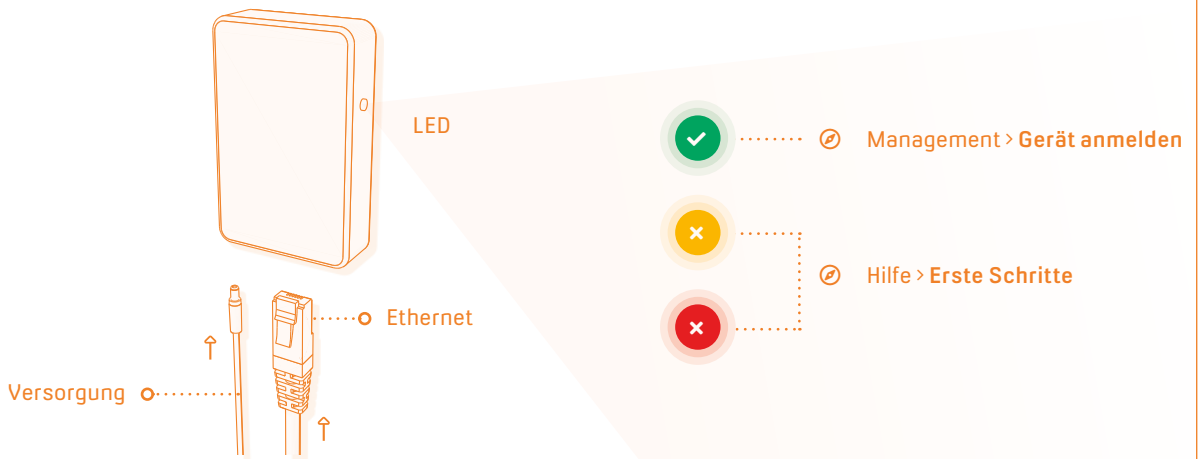 LED
Management > Gerät anmelden
Hilfe > Erste Schritte
Ethernet
Versorgung